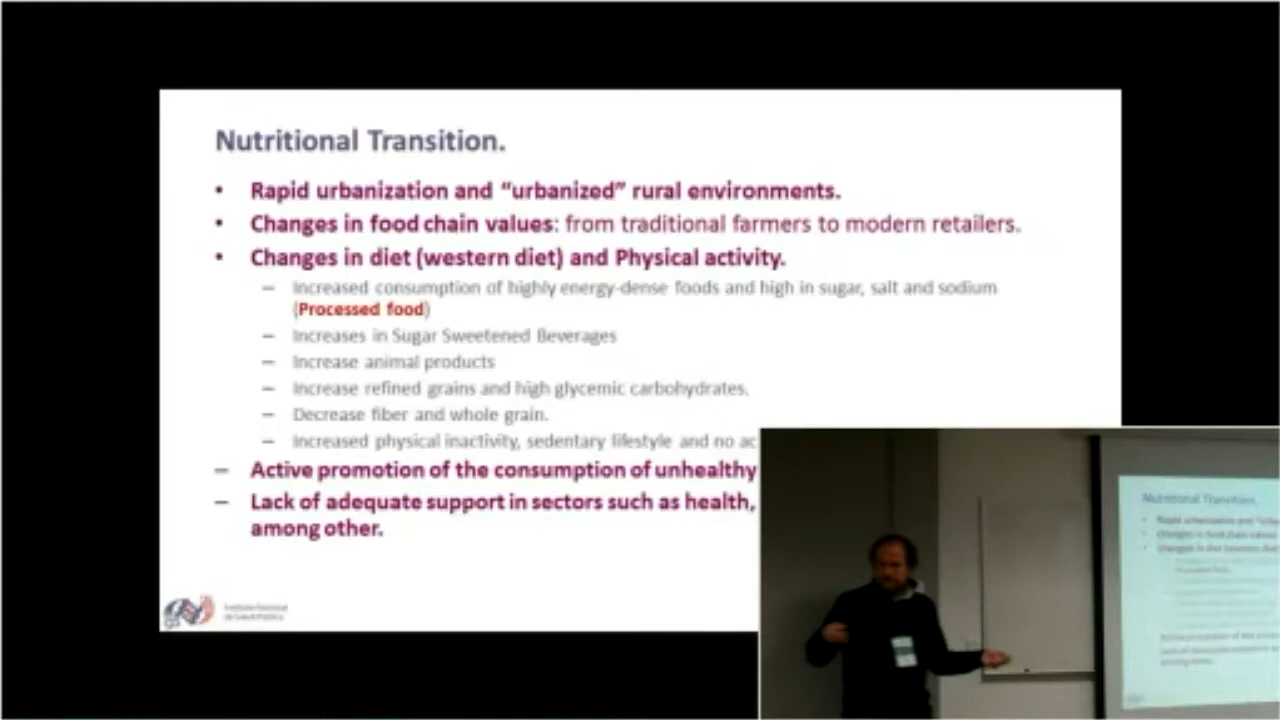 Nutritional Transition.
• Rapid urbanization and “urbanized” rural environments.
• Changes in food chain values: from traditional farmers to modern retailers.
• Changes in diet (western diet) and Physical activity.
– Increased consumption of highly energy-dense foods and high in sugar, salt and sodium
(Processed food)
– Increases in Sugar Sweetened Beverages
– Increase animal products
– Increase refined grains and high glycemic carbohydrates.
– Decrease fiber and whole grain.
– Increased physical inactivity, sedentary lifestyle and no ac
– Active promotion of the consumption of unhealthy
– Lack of adequate support in sectors such as health,
among other.
Nutritional Transition.